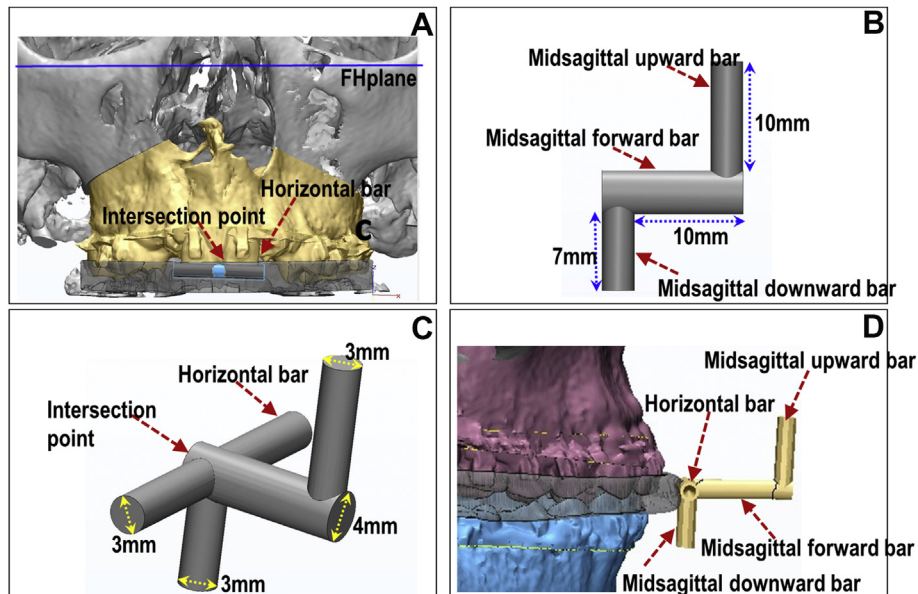 A
FHplane
Horizontal bar
Intersection point
C
B
Midsagittal upward bar
10mm
Midsagittal forward bar
10mm
7mm
Midsagittal downward bar
C
3mm
Horizontal bar
Intersection
point
4mm
3mm
3mm
D
Midsagittal upward bar
Horizontal bar
Midsagittal forward bar
Midsagittal downward bar